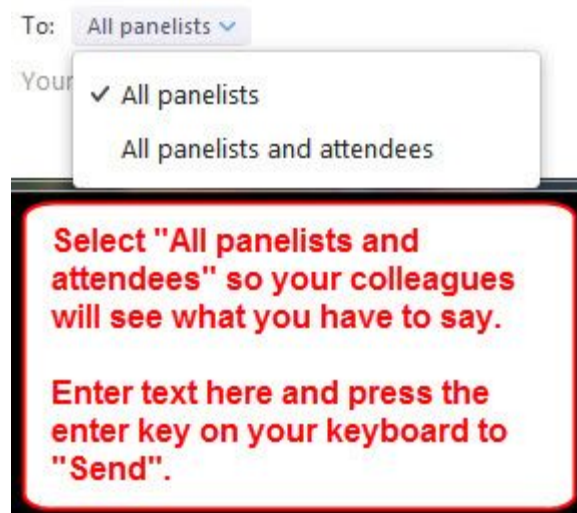 To: All panelists
Your
✓ All panelists
All panelists and attendees
Select "All panelists and
attendees" so your colleagues
will see what you have to say.
Enter text here and press the
enter key on your keyboard to
"Send".